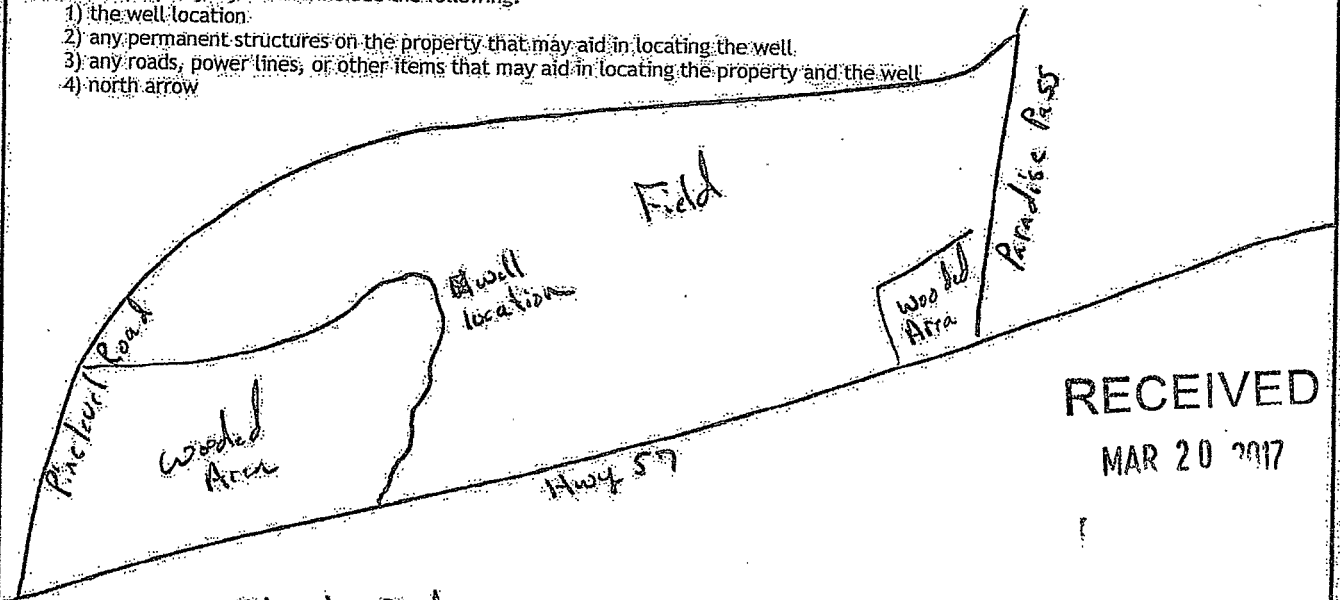 the following:
1) the well location
2) any permanent structures on the property that may aid in locating the well.
3) any roads, power lines, or other items that may aid in locating the property and the well
4) north arrow
Paradise Pass
Field
well
location
Wooded
Area
Road
Wooded
Area
Hwy 57
RECEIVED
MAR 20 2017